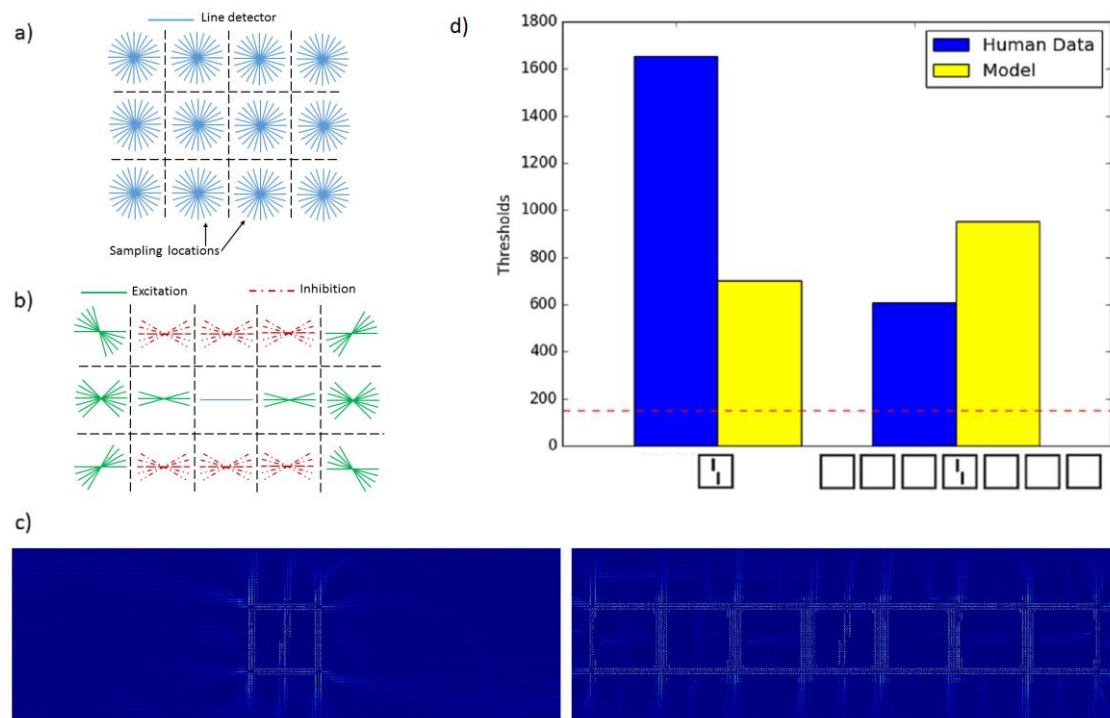 a)
Line detector
Sampling locations
b)
Excitation
Inhibition
c)
d)
1800
1600
1400
1200
1000
800
600
400
200
0
Thresholds
Human Data
Model